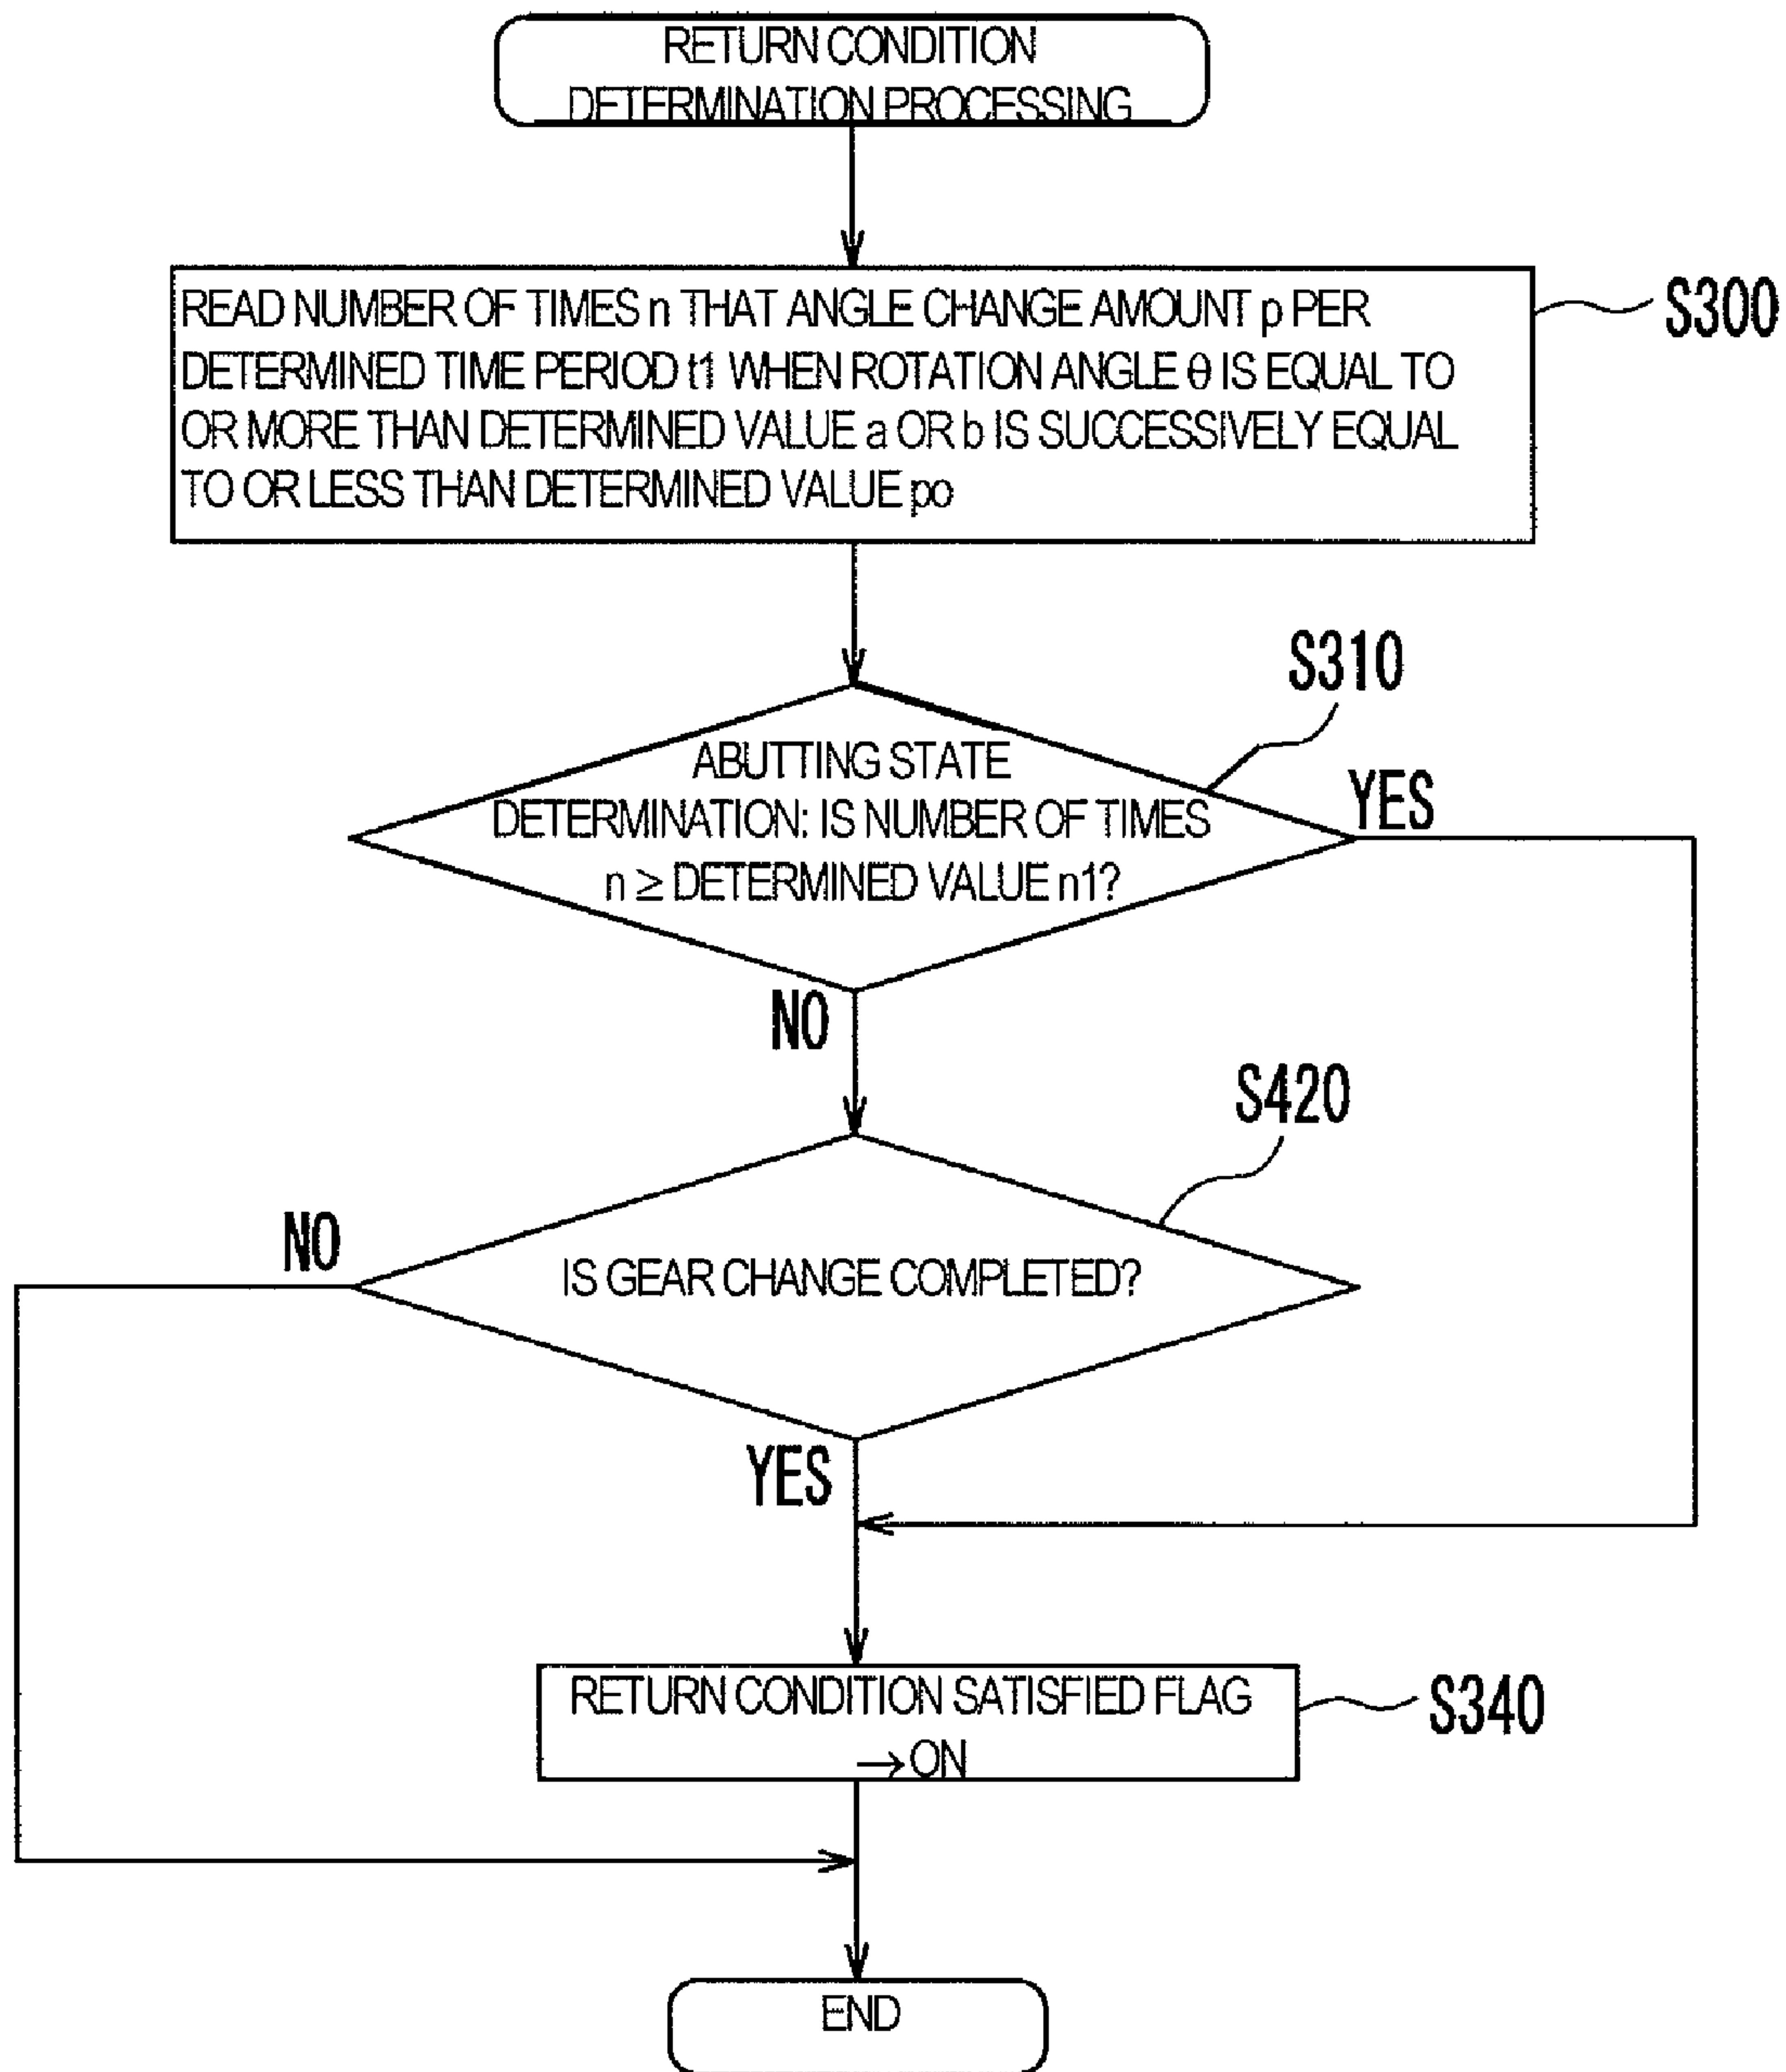 RETURN CONDITION
DETERMINATION PROCESSING
READ NUMBER OF TIMES n THAT ANGLE CHANGE AMOUNT p PER
DETERMINED TIME PERIOD t1 WHEN ROTATION ANGLE θ IS EQUAL TO
OR MORE THAN DETERMINED VALUE a OR b IS SUCCESSIVELY EQUAL
TO OR LESS THAN DETERMINED VALUE po
S300
S310
ABUTTING STATE
DETERMINATION: IS NUMBER OF TIMES
n ≥ DETERMINED VALUE n1?
YES
NO
S420
NO
IS GEAR CHANGE COMPLETED?
YES
RETURN CONDITION SATISFIED FLAG
→ON
S340
END